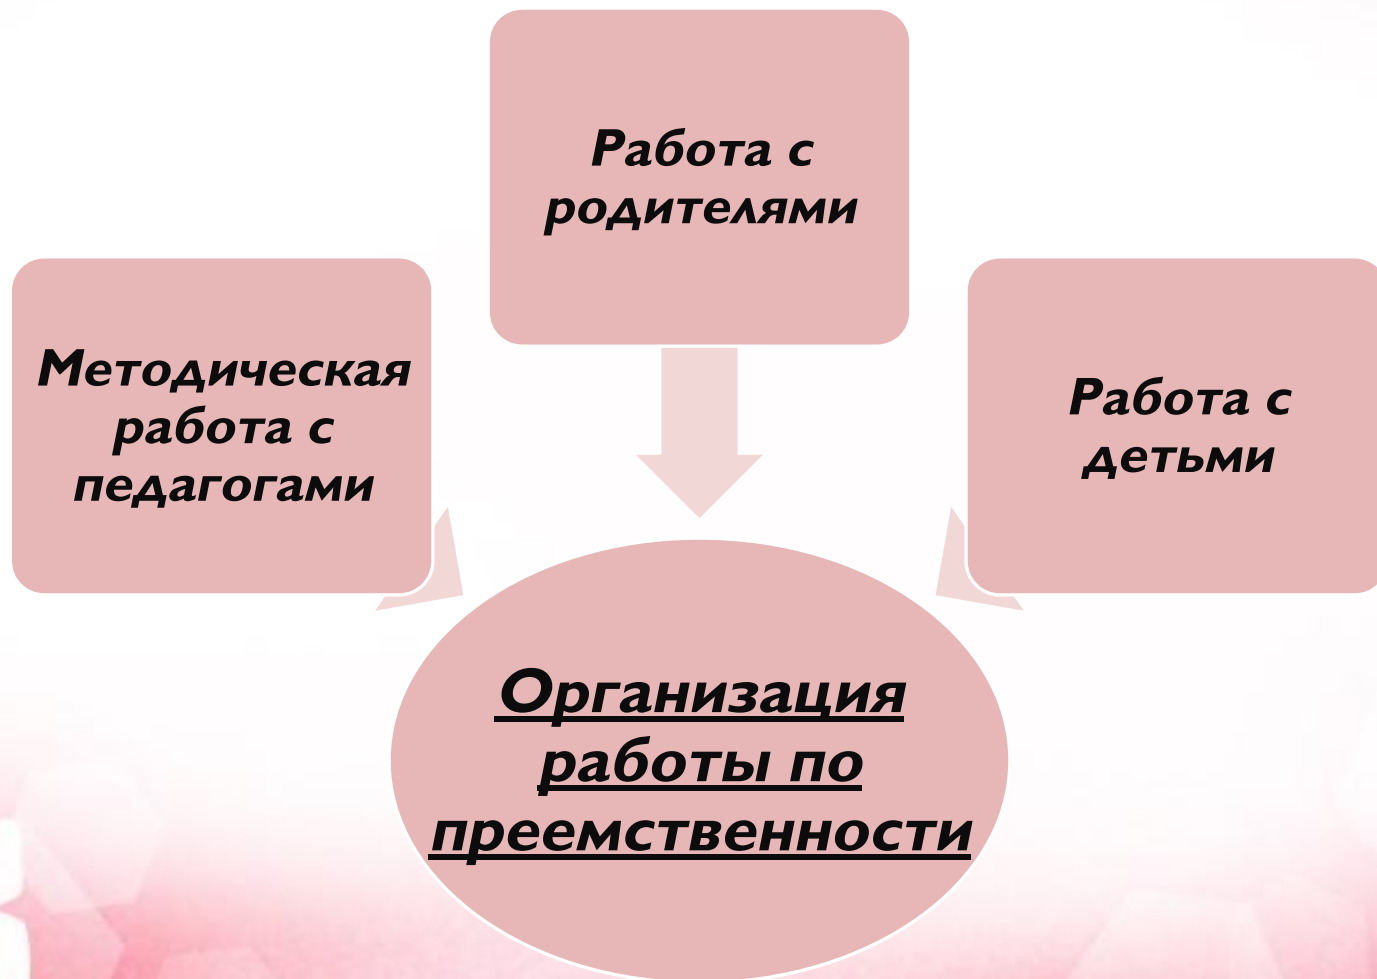 Работа с
родителями
Методическая
работа с
педагогами
Работа с
детьми
Организация
работы по
преемственности